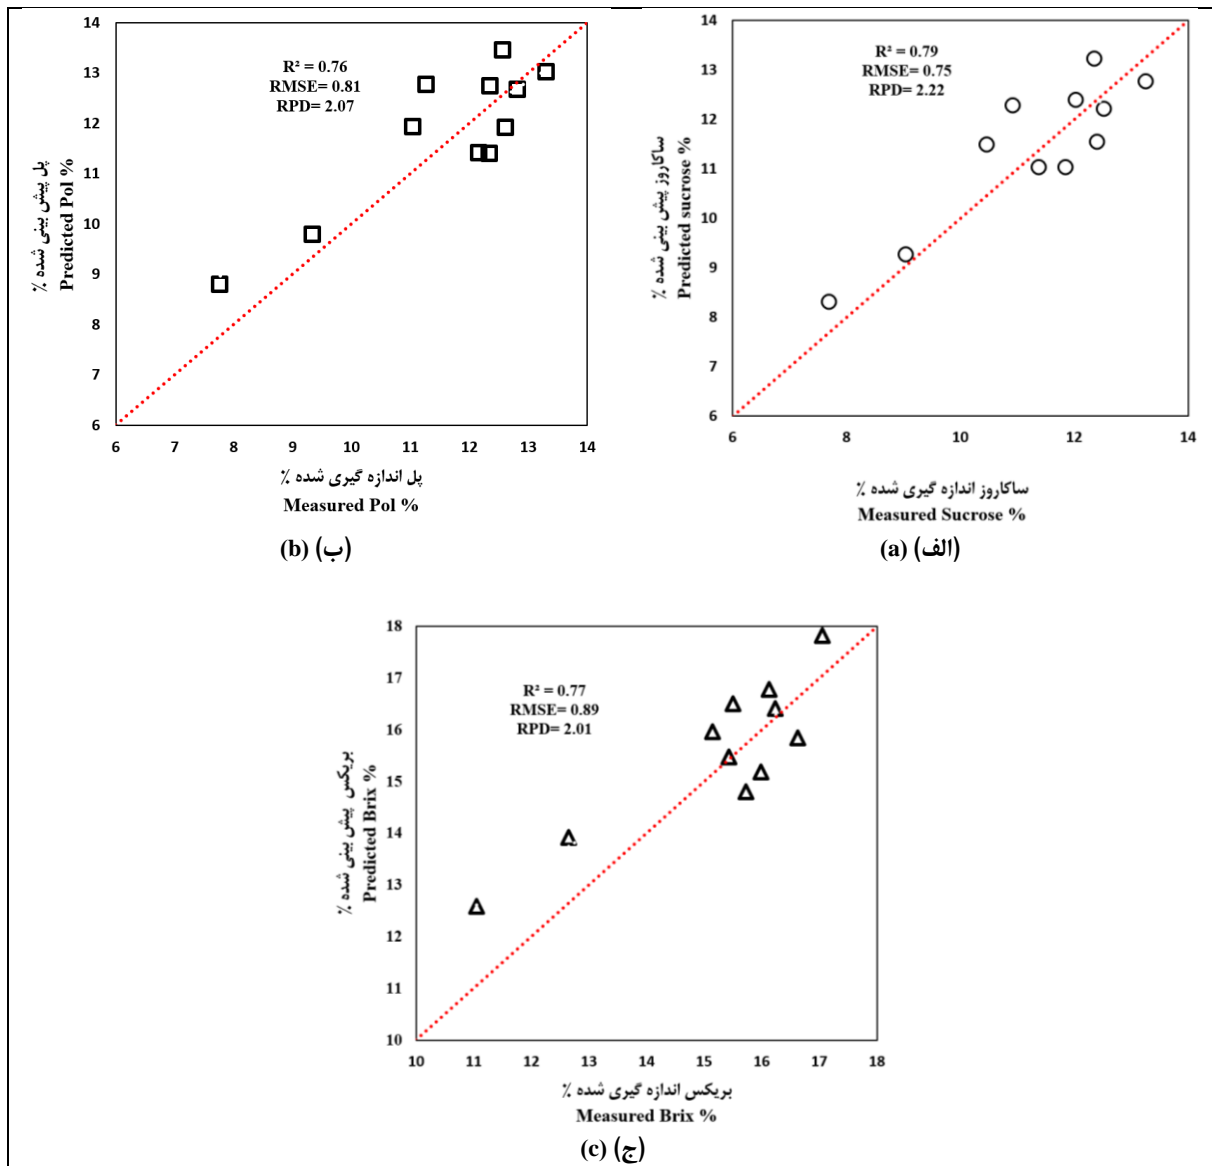 14
13
12
11
10
9
8
7
6
R² = 0.76
RMSE= 0.81
RPD= 2.07
پل پیش بینی شده %
Predicted Pol %
6 7 8 9 10 11 12 13 14
پل اندازه گیری شده %
Measured Pol %
(b) (ب)
14
13
12
11
10
9
8
7
6
R² = 0.79
RMSE= 0.75
RPD= 2.22
ساکاروز پیش بینی شده %
Predicted sucrose %
6 8 10 12 14
ساکاروز اندازه گیری شده %
Measured Sucrose %
(a) (الف)
18
17
16
15
14
13
12
11
10
R² = 0.77
RMSE= 0.89
RPD= 2.01
بریکس پیش بینی شده %
Predicted Brix %
10 11 12 13 14 15 16 17 18
بریکس اندازه گیری شده %
Measured Brix %
(c) (ج)